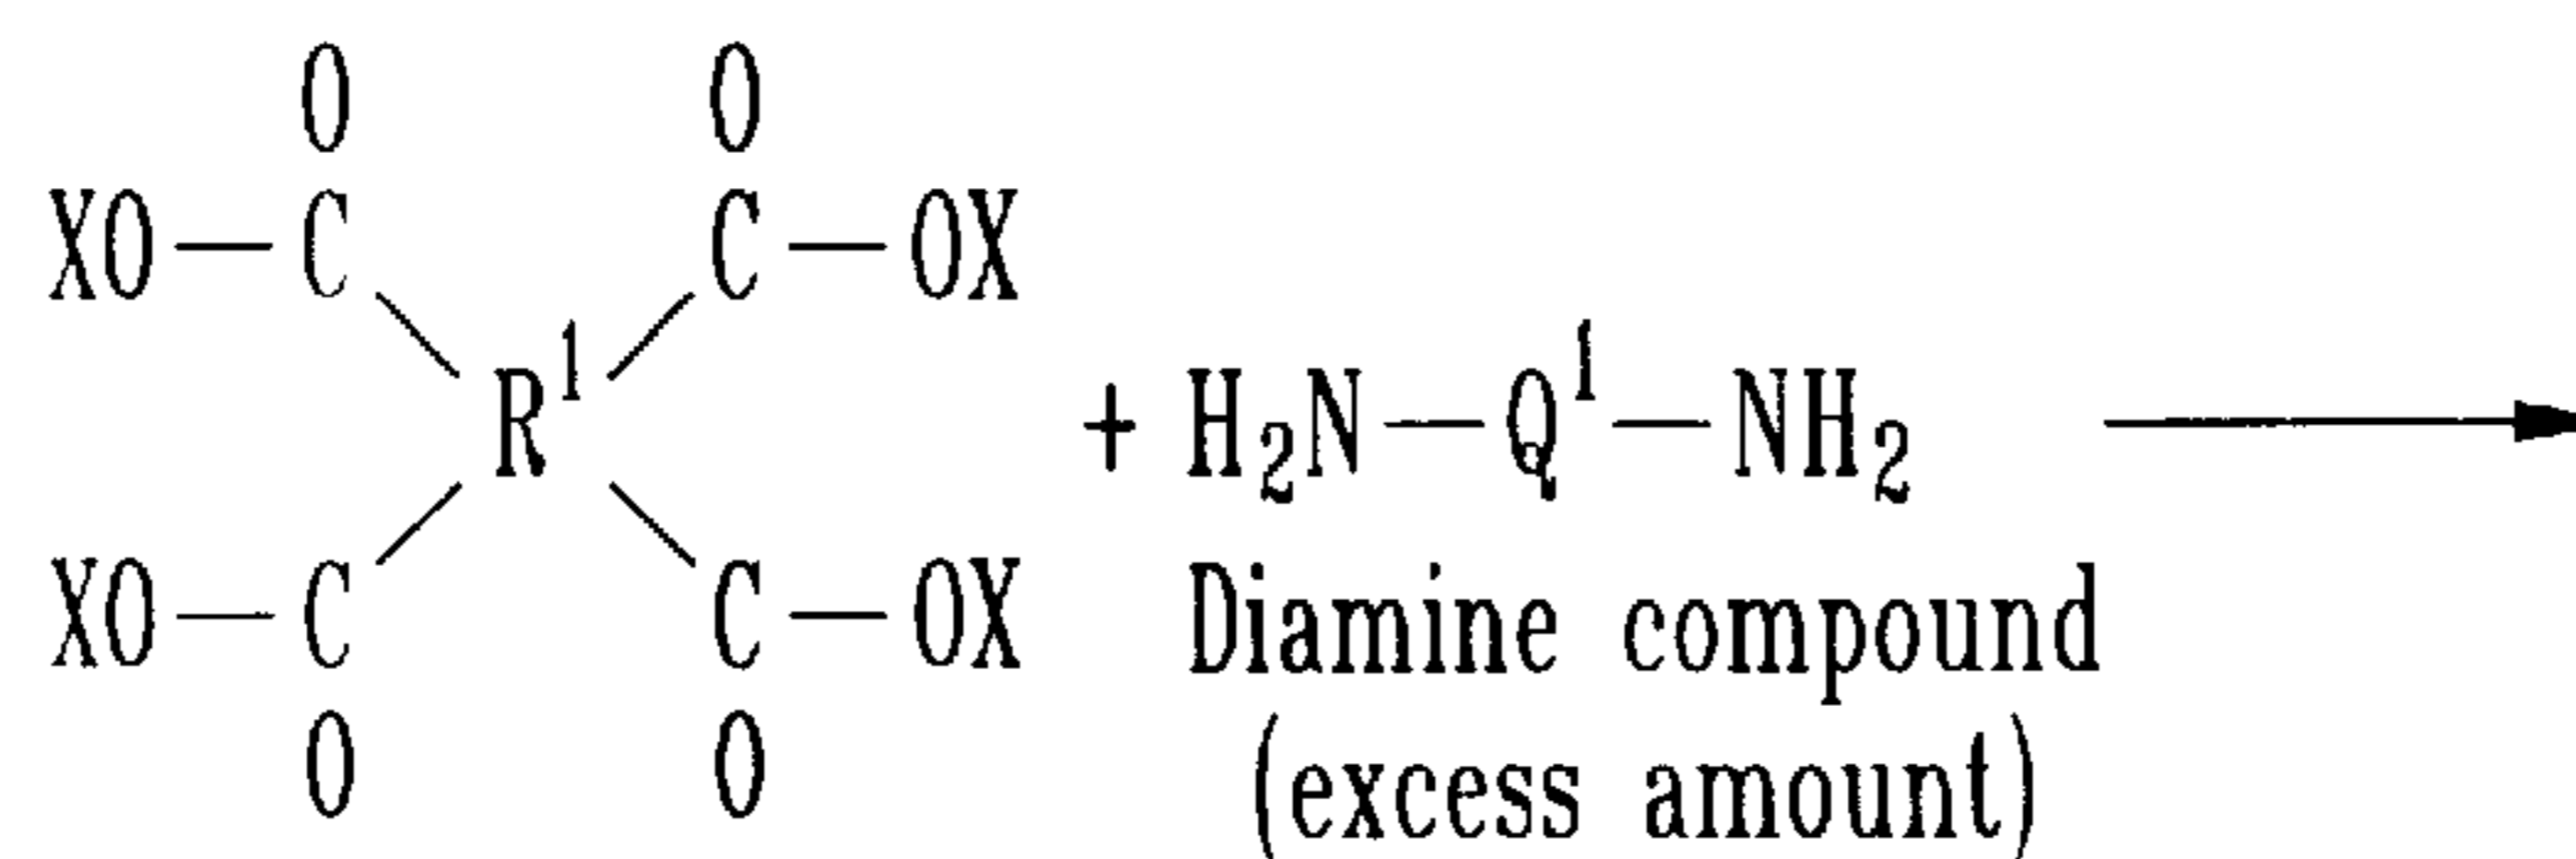 O O
XO—C C—OX
R¹ + H₂N—Q¹—NH₂
XO—C C—OX Diamine compound
O O (excess amount)